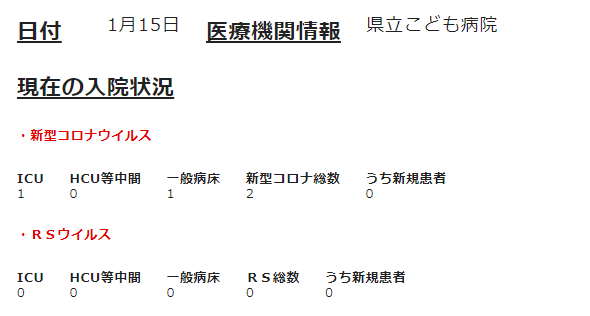 日付 1月15日 医療機関情報 県立こども病院
現在の入院状況
・新型コロナウイルス
ICU HCU等中間 一般病床 新型コロナ総数 うち新規患者
1 0 1 2 0
・ＲＳウイルス
ICU HCU等中間 一般病床 ＲＳ総数 うち新規患者
0 0 0 0 0